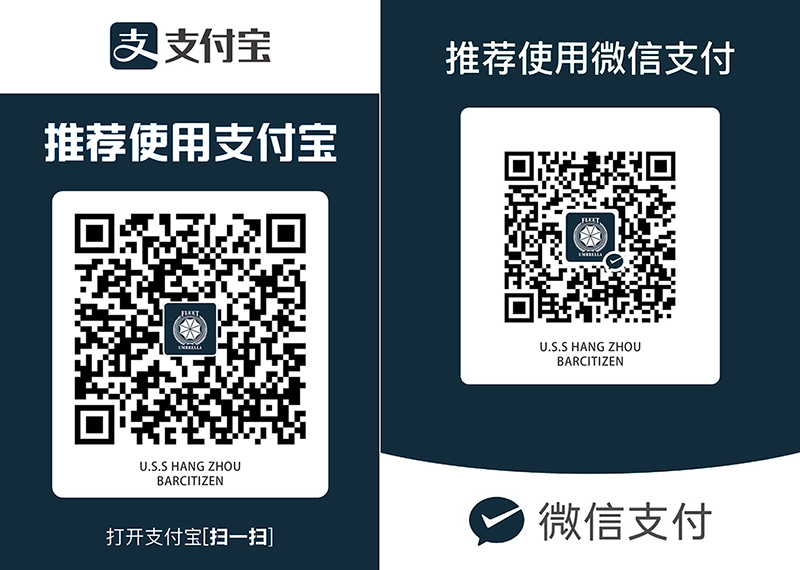 支付宝
推荐使用支付宝
FLEET
UMBRELLA
U.S.S HANG ZHOU
BARCITIZEN
打开支付宝[扫一扫]
推荐使用微信支付
FLEET
UMBRELLA
U.S.S HANG ZHOU
BARCITIZEN
微信支付